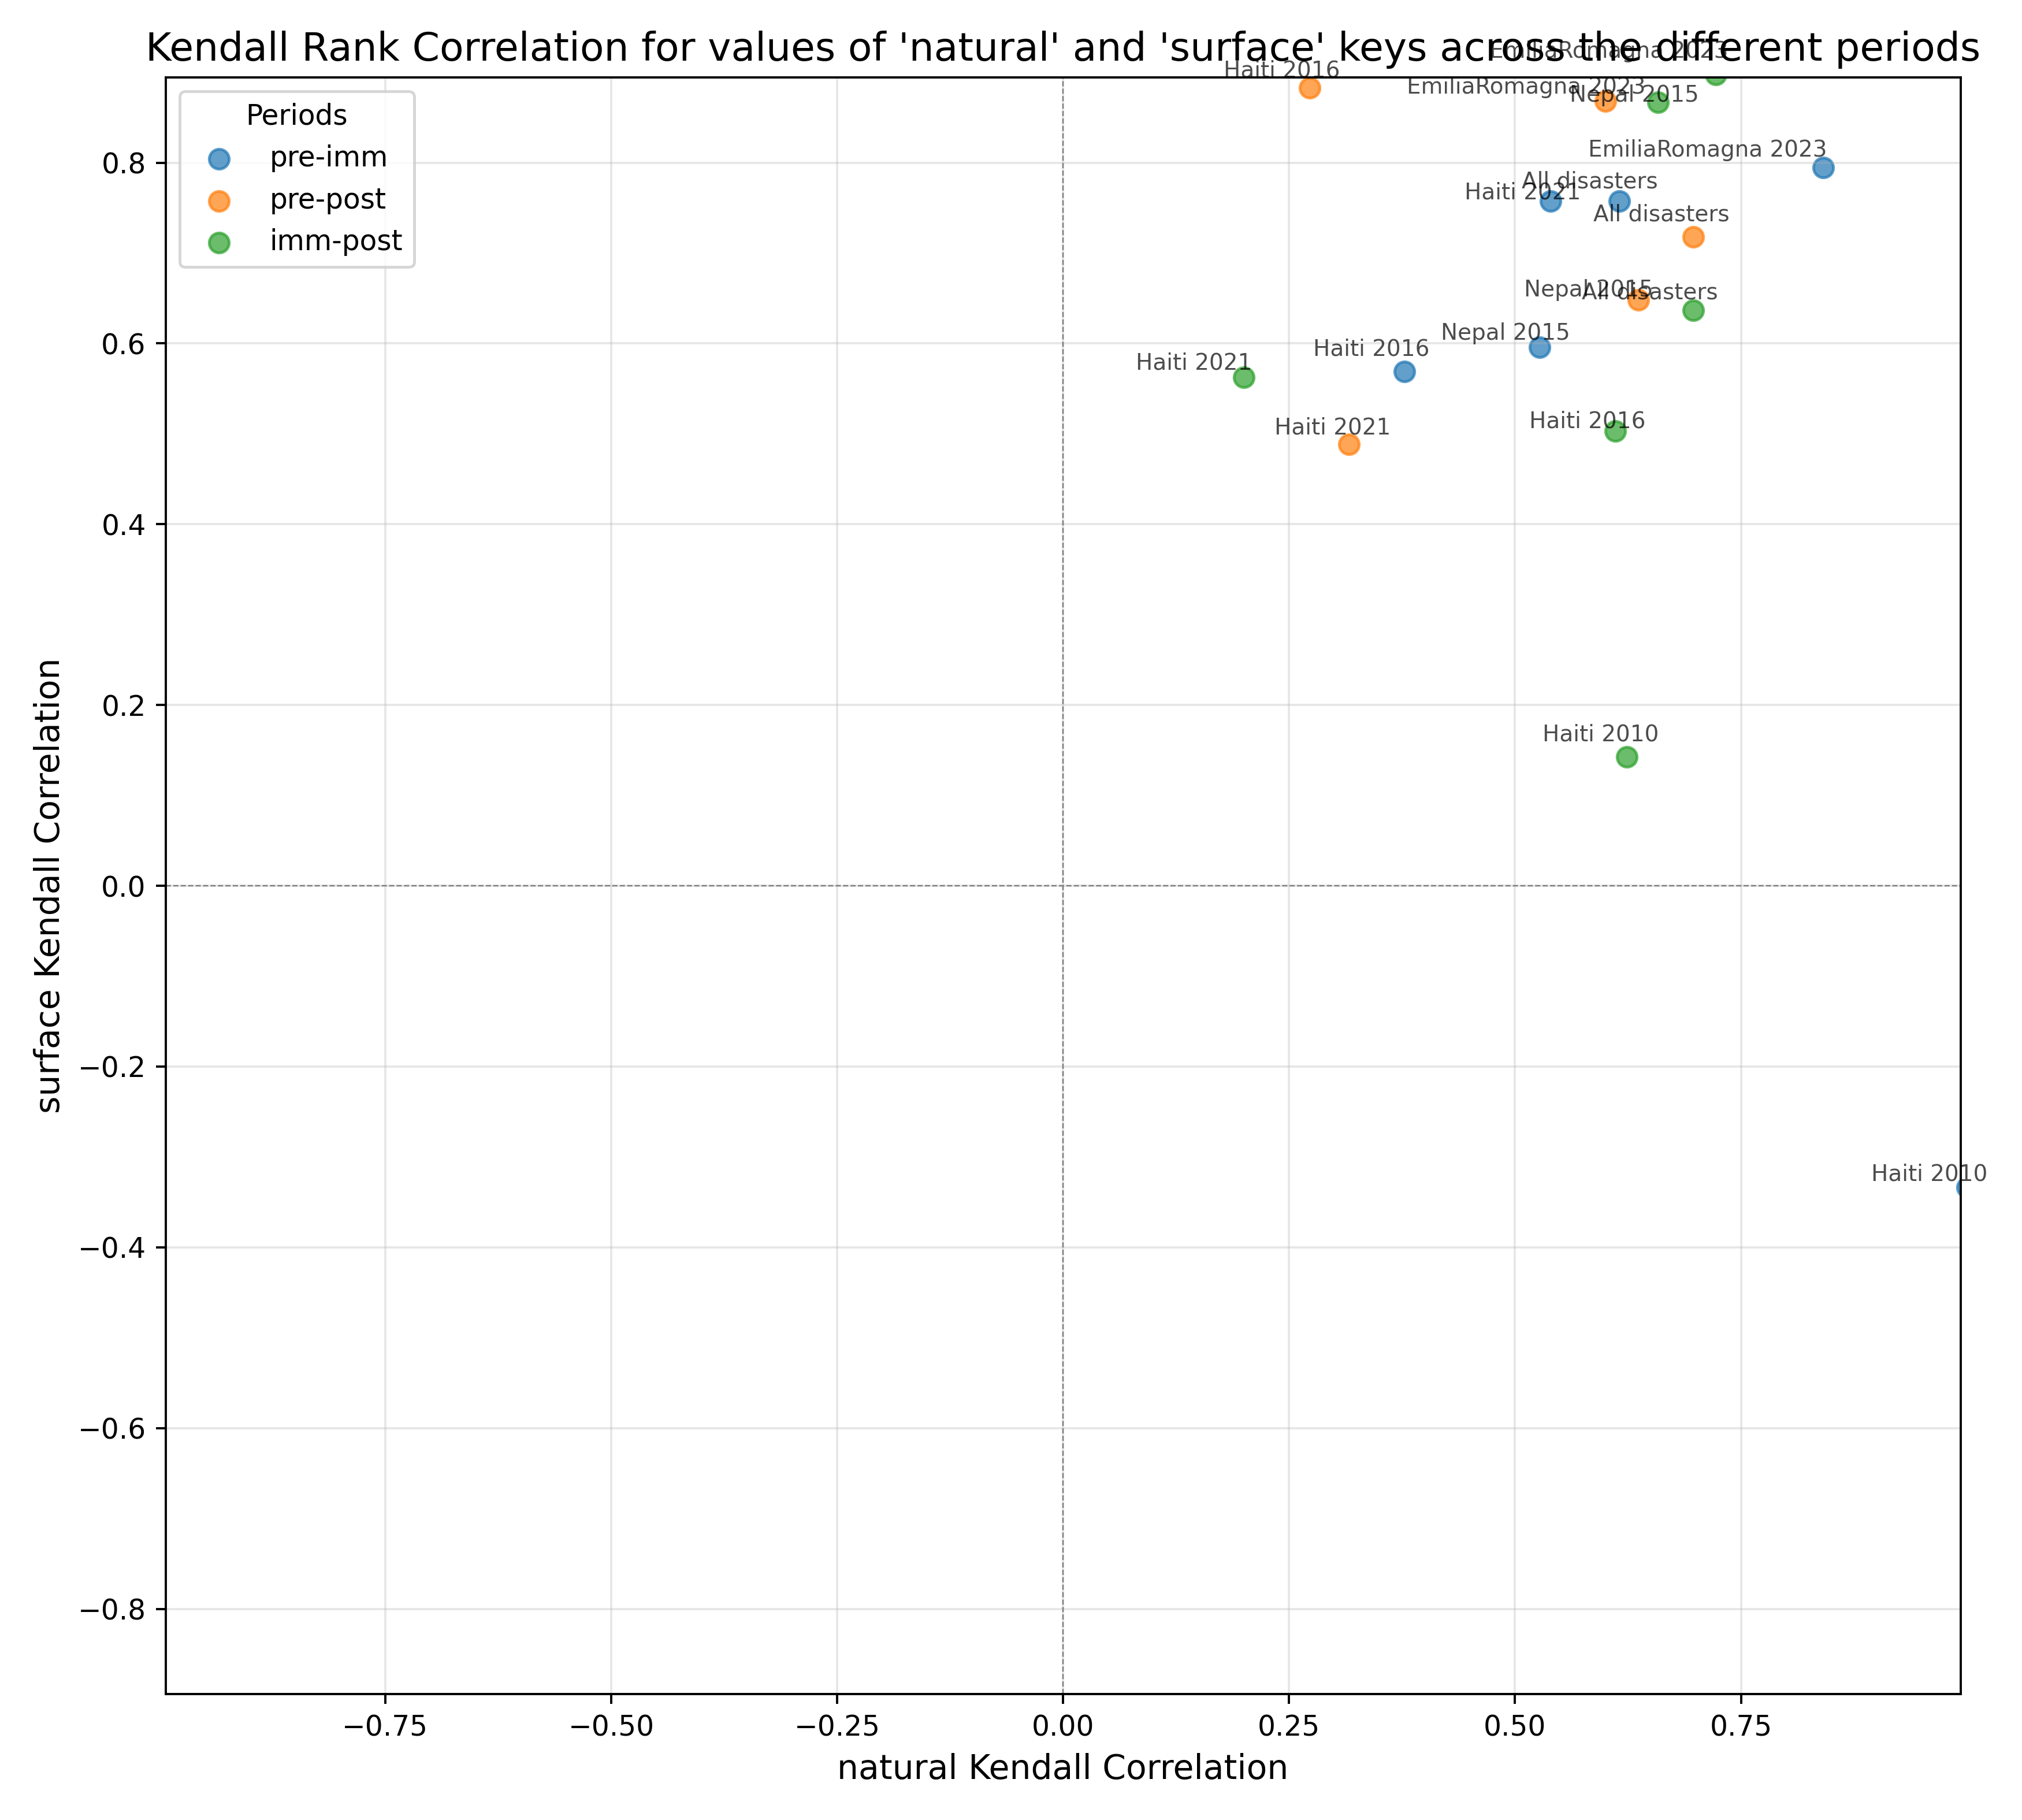 Kendall Rank Correlation for values of 'natural' and 'surface' keys across the different periods
EmiliaRomagna 2023
Haiti 2016
EmiliaRomagna 2023
Nepal 2015
Periods
pre-imm
pre-post
imm-post
EmiliaRomagna 2023
All disasters
Haiti 2021
All disasters
Nepal 2015
All disasters
Nepal 2015
Haiti 2016
Haiti 2021
Haiti 2016
Haiti 2021
Haiti 2010
Haiti 2010
0.8
0.6
0.4
0.2
0.0
−0.2
−0.4
−0.6
−0.8
surface Kendall Correlation
−0.75
−0.50
−0.25
0.00
0.25
0.50
0.75
natural Kendall Correlation